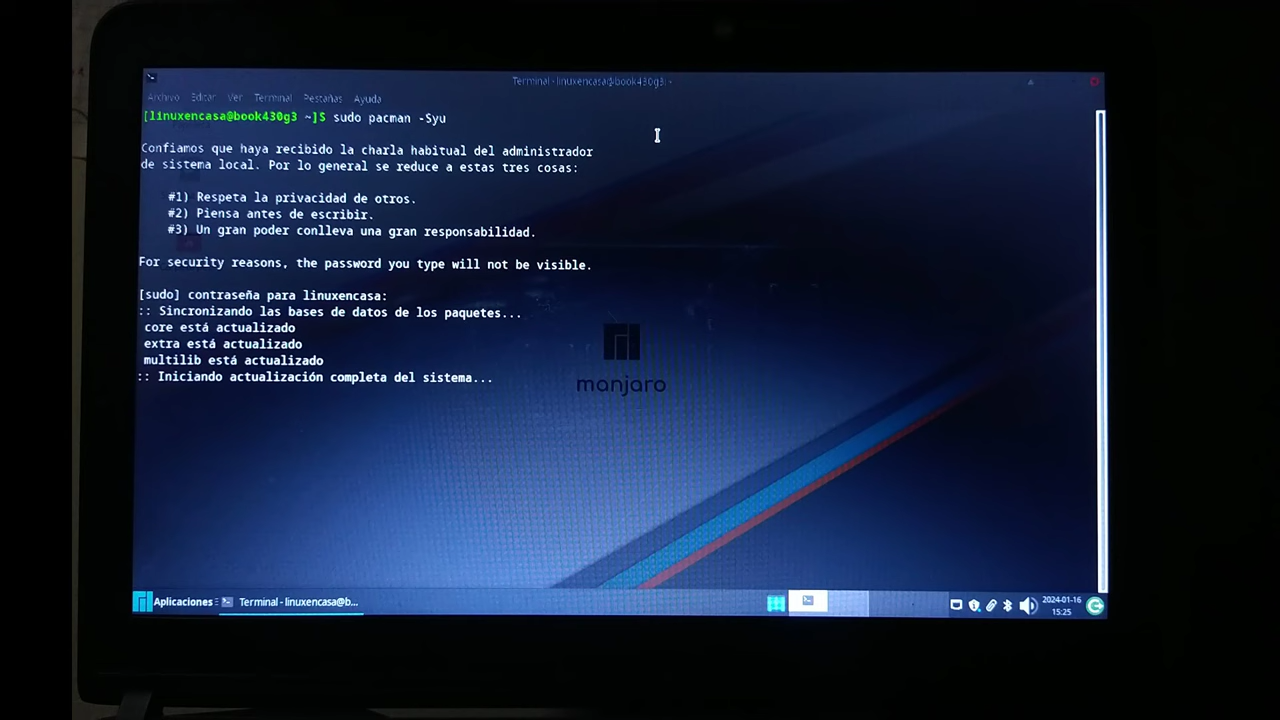 Terminal - linuxencasa@book430g3:~
Archivo Editar Ver Terminal Pestañas Ayuda
[linuxencasa@book430g3 ~]$ sudo pacman -Syu
Confiamos que haya recibido la charla habitual del administrador
de sistema local. Por lo general se reduce a estas tres cosas:
#1) Respeta la privacidad de otros.
#2) Piensa antes de escribir.
#3) Un gran poder conlleva una gran responsabilidad.
For security reasons, the password you type will not be visible.
[sudo] contraseña para linuxencasa:
:: Sincronizando las bases de datos de los paquetes...
core está actualizado
extra está actualizado
multilib está actualizado
:: Iniciando actualización completa del sistema...
manjaro
Aplicaciones Terminal - linuxencasa@b... 2024-01-16
15:25